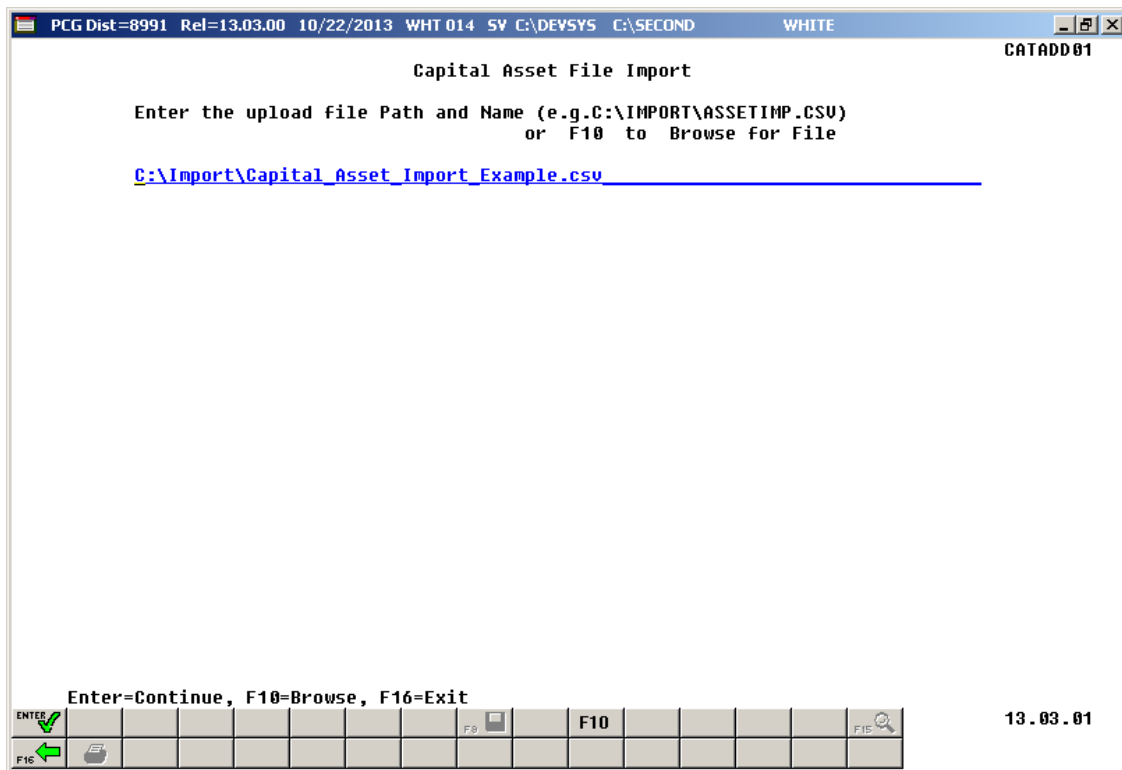 PCG Dist=8991 Rel=13.03.00 10/22/2013 WHT 014 SV C:\DEVSYS C:\SECOND WHITE
CATADD01
Capital Asset File Import
Enter the upload file Path and Name (e.g.C:\IMPORT\ASSETIMP.CSV)
or F10 to Browse for File
C:\Import\Capital_Asset_Import_Example.csv
Enter=Continue, F10=Browse, F16=Exit
ENTER F9 F10 F15 13.03.01
F16